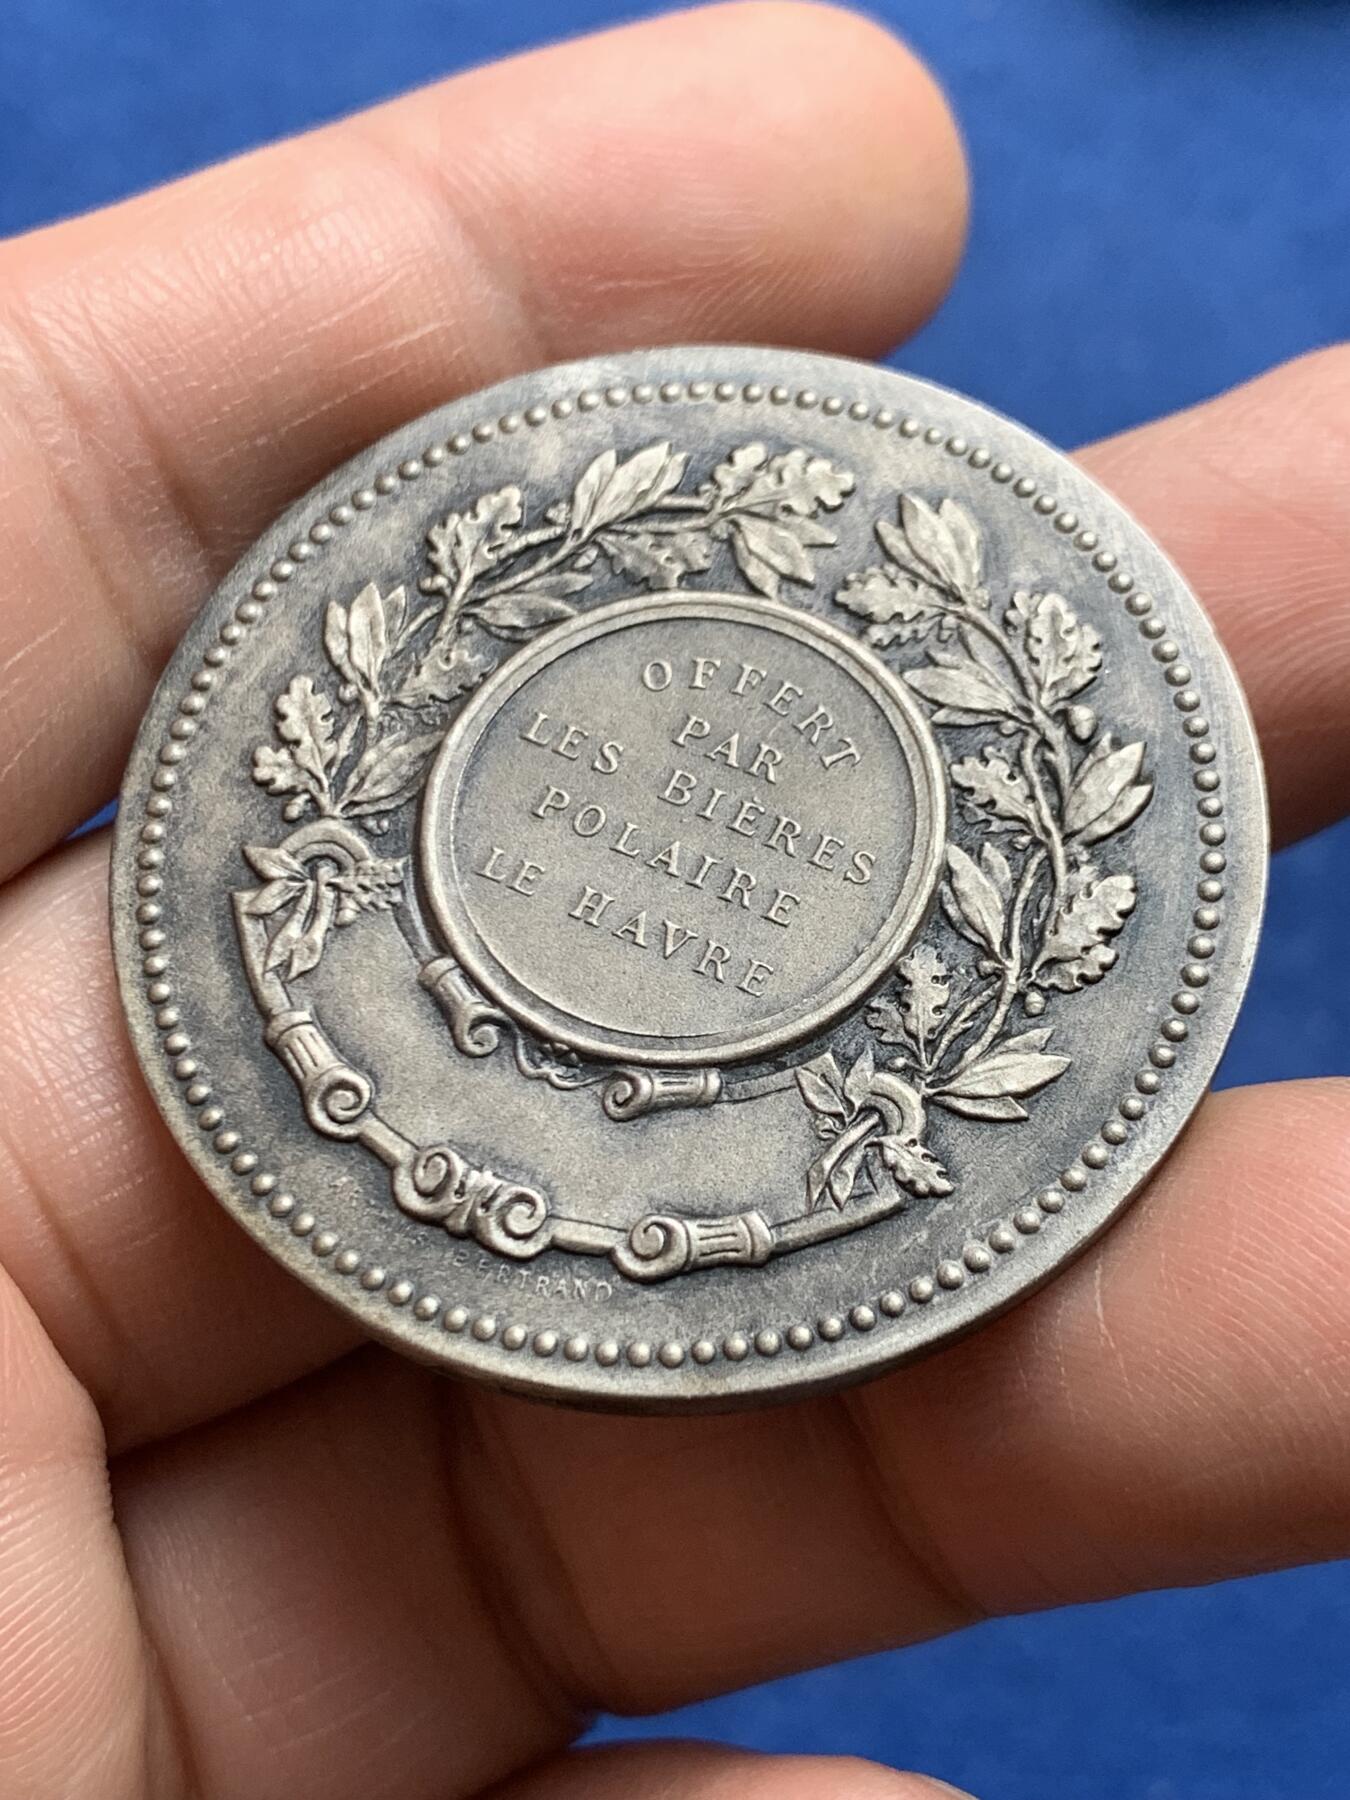 OFFERT
PAR
LES BIÈRES
POLAIRE
LE HAVRE
BERTRAND